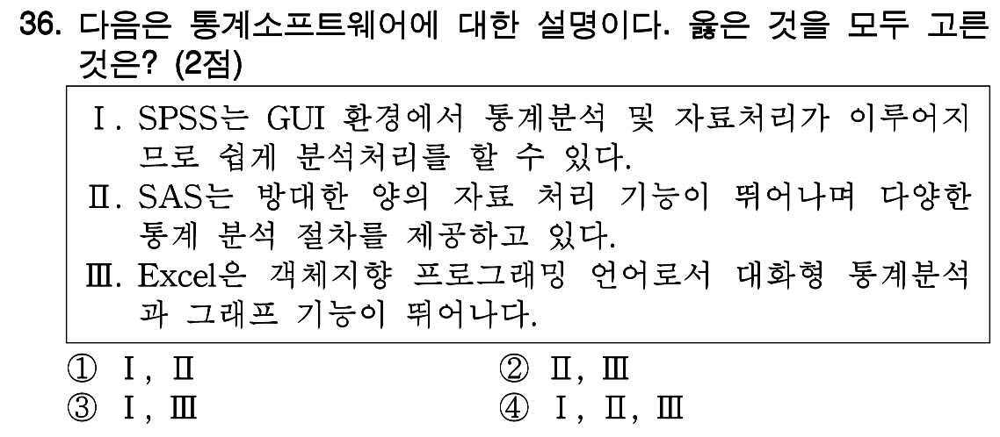 36. 다음은 통계소프트웨어에 대한 설명이다. 옳은 것을 모두 고른
것은? (2점)
Ⅰ. SPSS는 GUI 환경에서 통계분석 및 자료처리가 이루어지
므로 쉽게 분석처리를 할 수 있다.
Ⅱ. SAS는 방대한 양의 자료 처리 기능이 뛰어나며 다양한
통계 분석 절차를 제공하고 있다.
Ⅲ. Excel은 객체지향 프로그래밍 언어로서 대화형 통계분석
과 그래프 기능이 뛰어나다.
① Ⅰ, Ⅱ ② Ⅱ, Ⅲ
③ Ⅰ, Ⅲ ④ Ⅰ, Ⅱ, Ⅲ